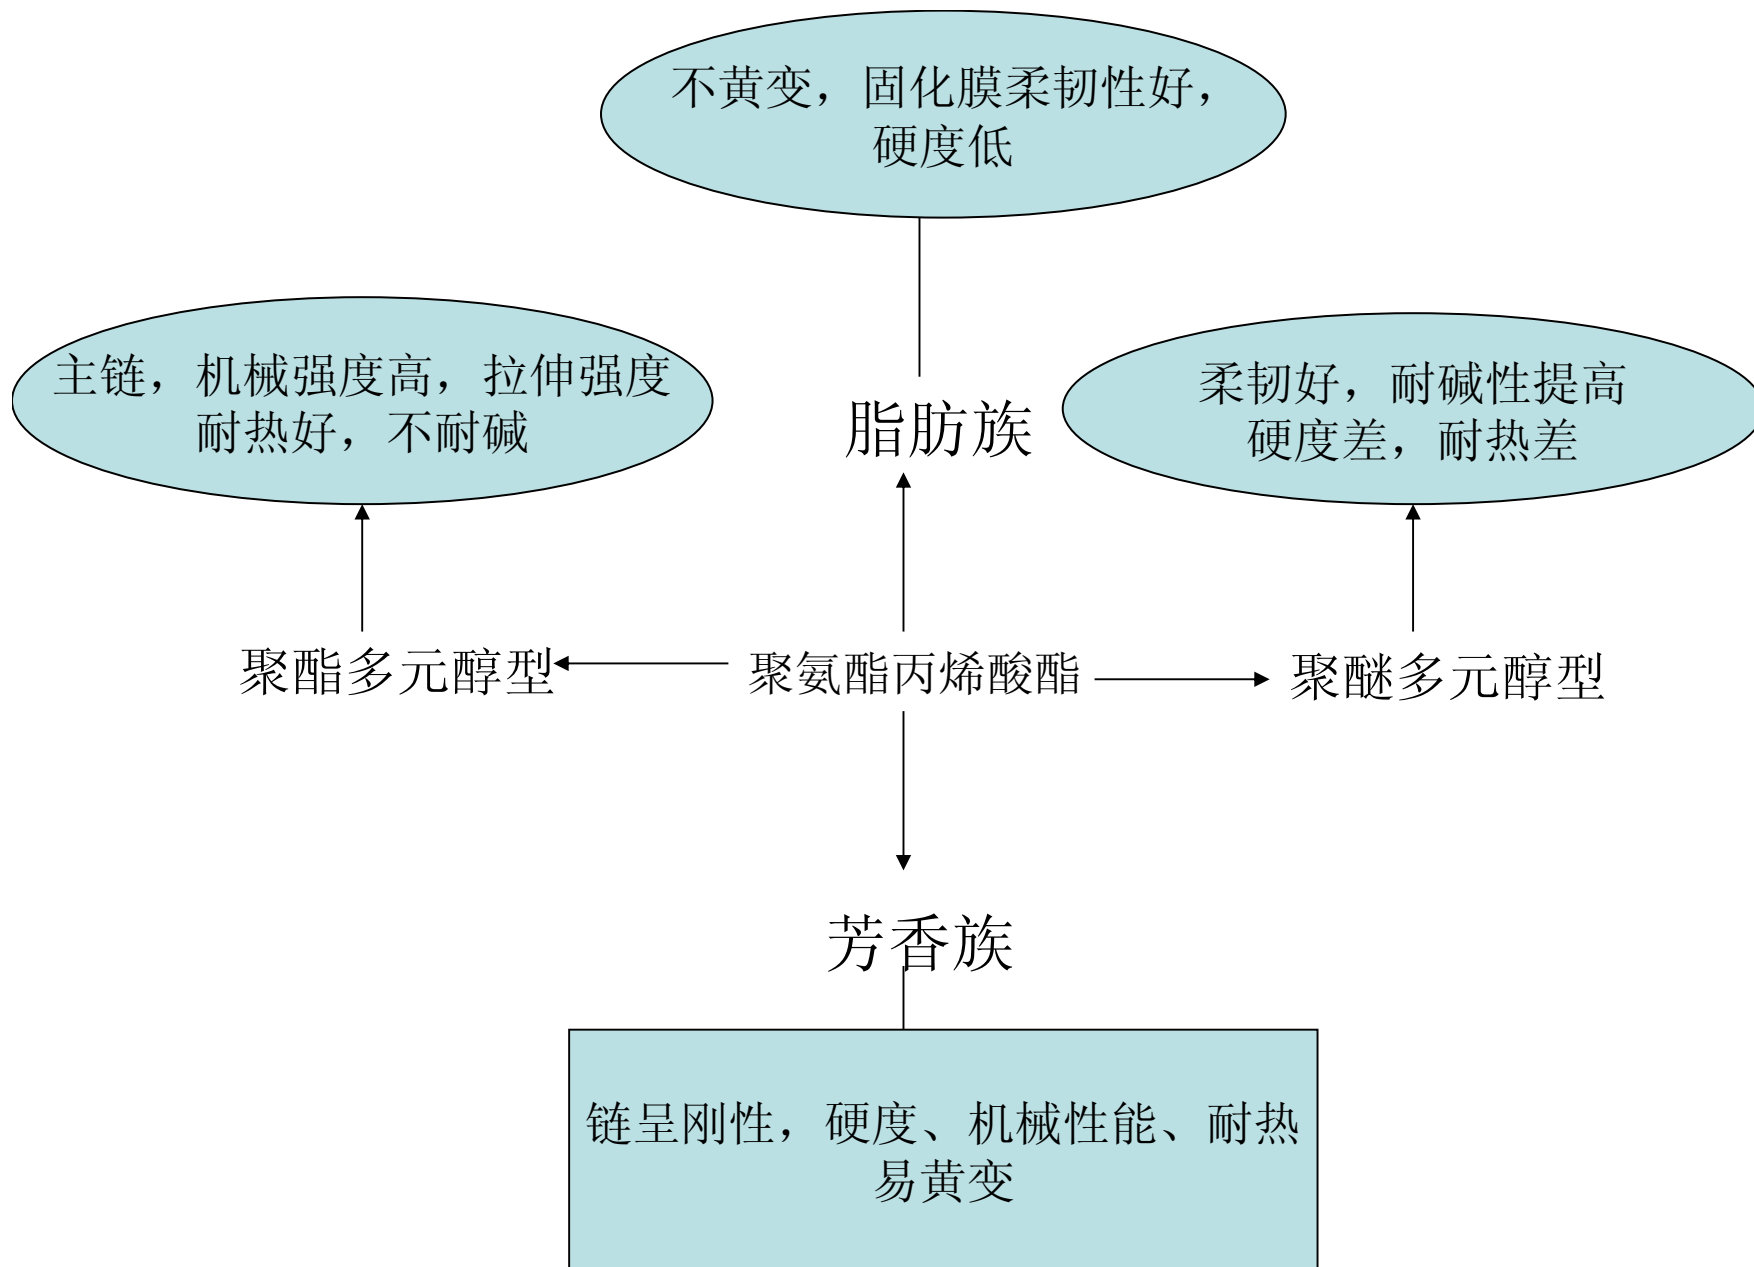 不黄变，固化膜柔韧性好，
硬度低
主链，机械强度高，拉伸强度
耐热好，不耐碱
脂肪族
柔韧好，耐碱性提高
硬度差，耐热差
聚酯多元醇型
聚氨酯丙烯酸酯
聚醚多元醇型
芳香族
链呈刚性，硬度、机械性能、耐热
易黄变